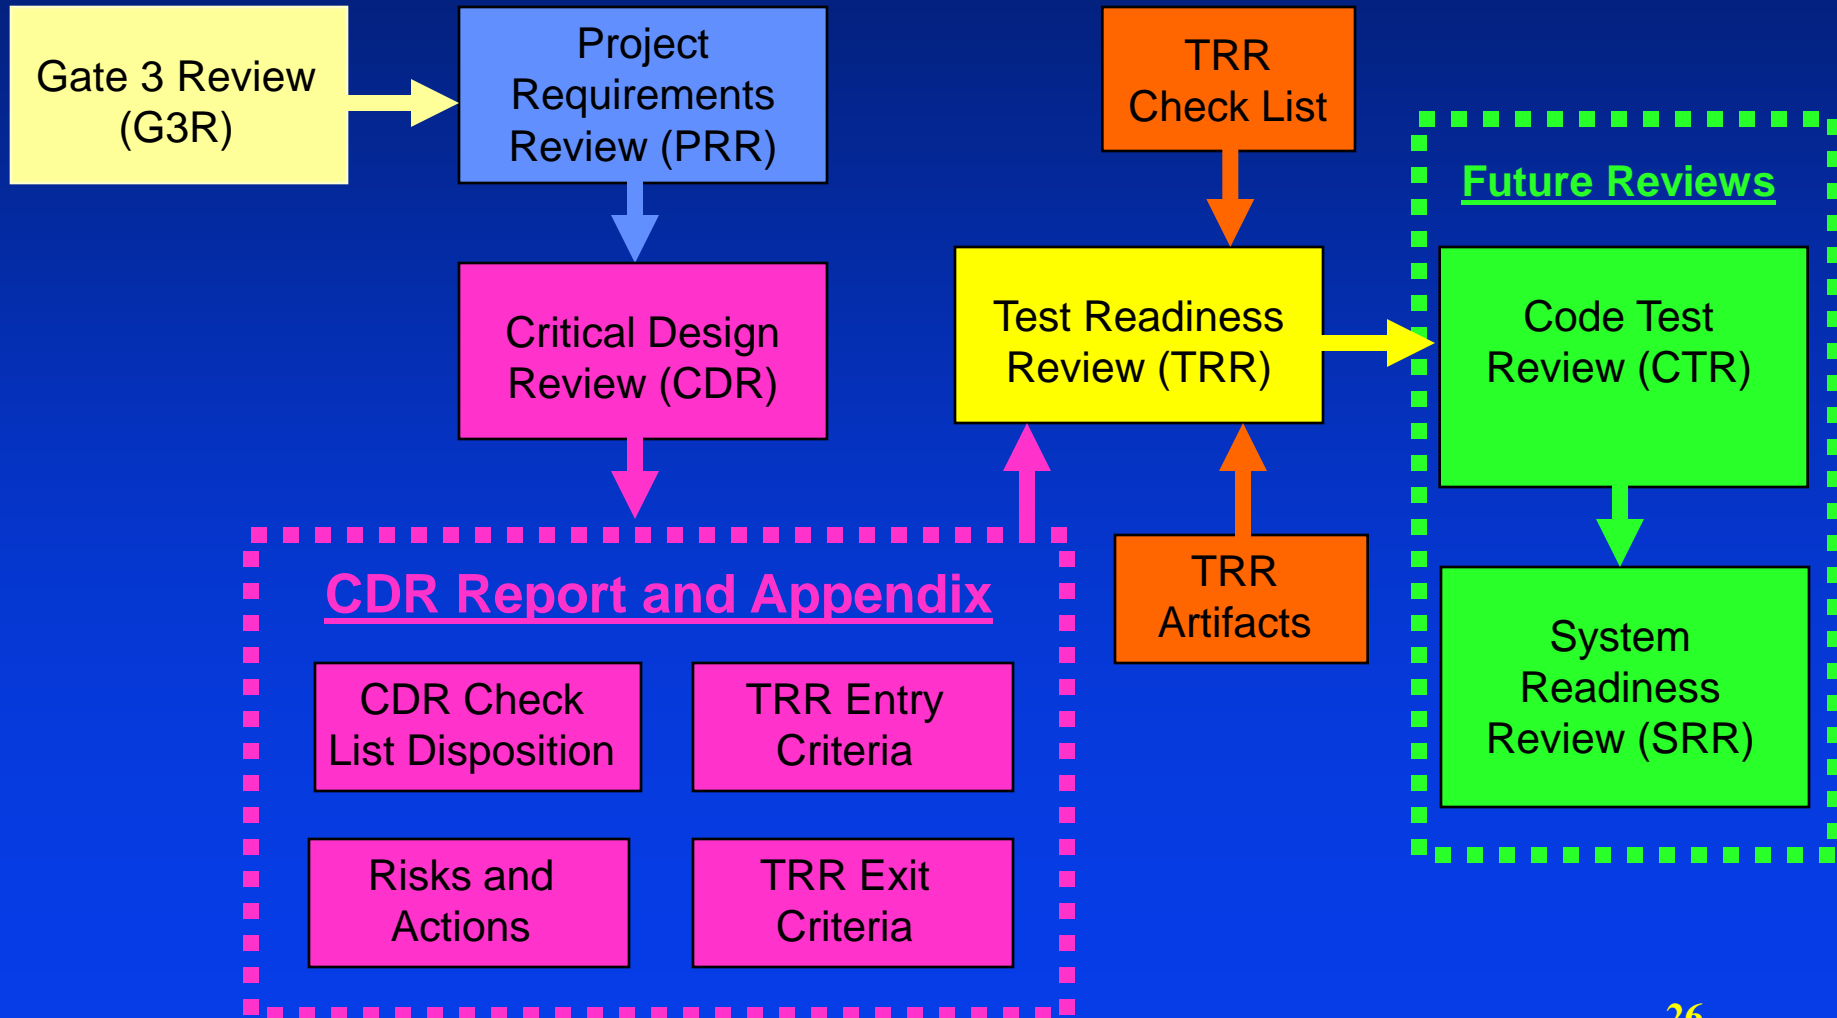 Gate 3 Review
(G3R)
Project
Requirements
Review (PRR)
TRR
Check List
Future Reviews
Critical Design
Review (CDR)
Test Readiness
Review (TRR)
Code Test
Review (CTR)
CDR Report and Appendix
TRR
Artifacts
System
Readiness
Review (SRR)
CDR Check
List Disposition
TRR Entry
Criteria
Risks and
Actions
TRR Exit
Criteria
26